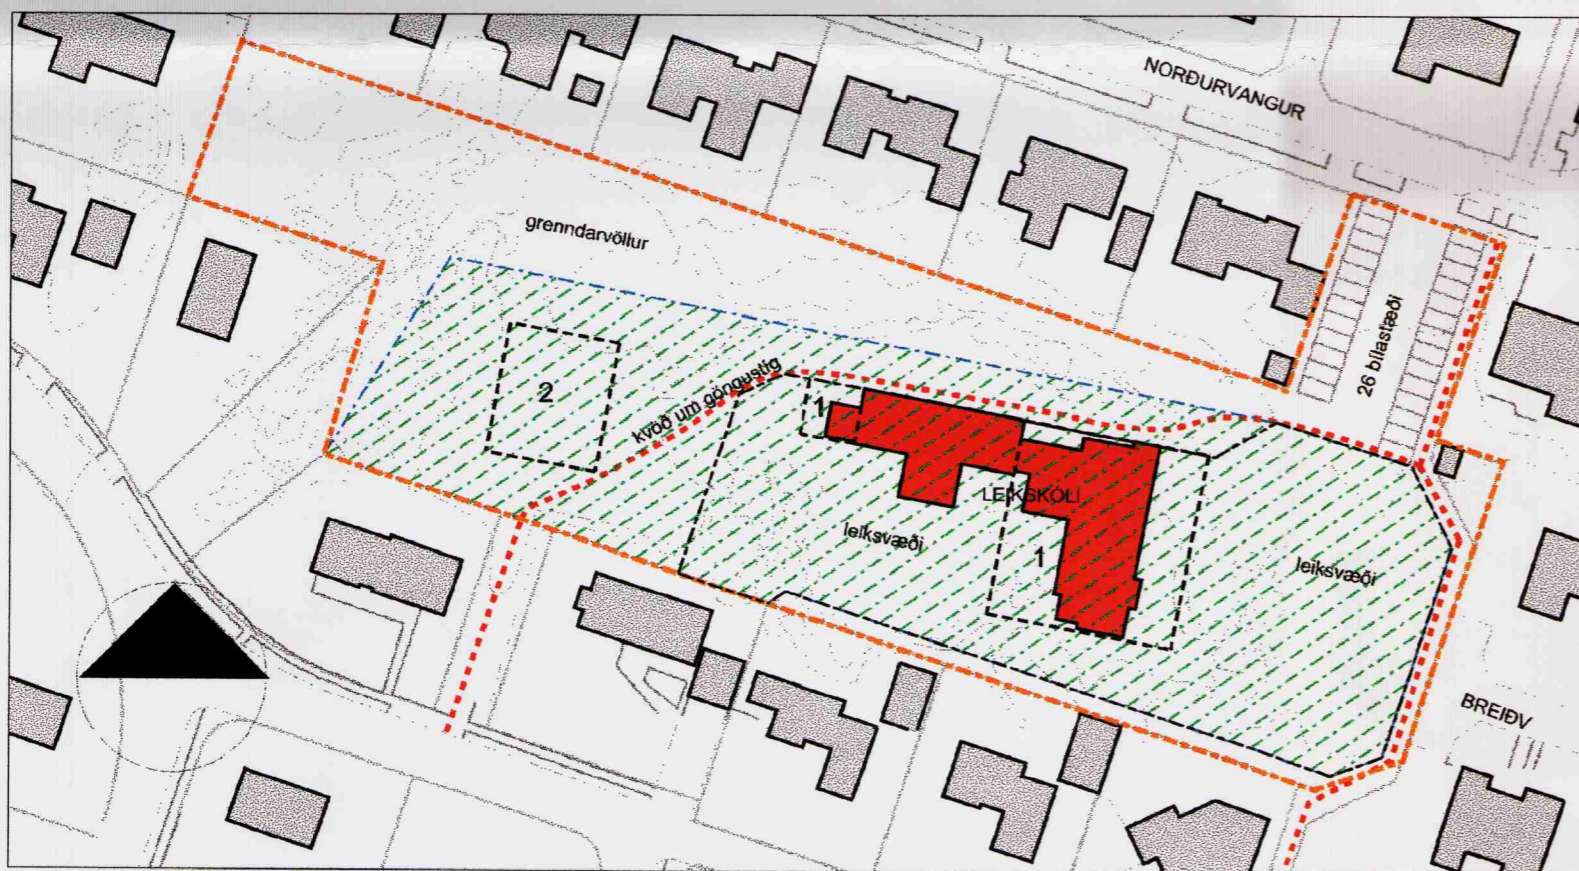 NORÐURVANGUR
grenndarvöllur
26 bílastæði
2
kvöð um göngustíg
1
LEIKSKÓLI
leiksvæði
1
leiksvæði
BREIÐV